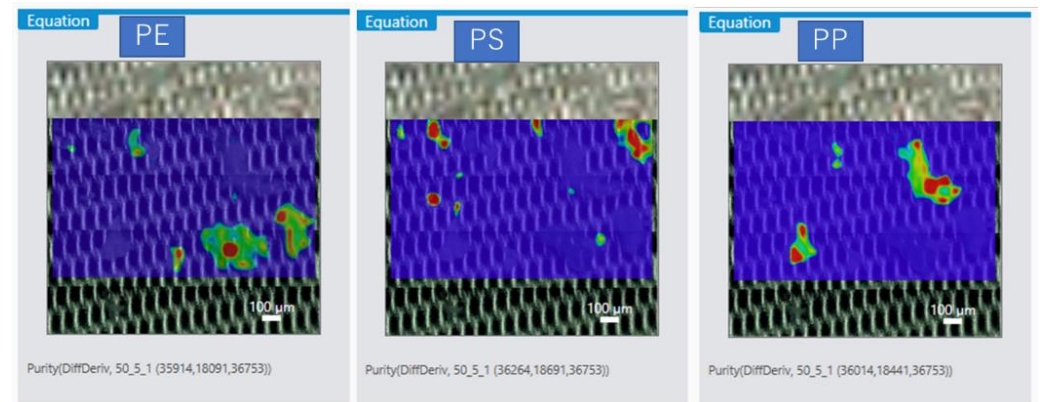 Equation
PE
100 µm
Purity(DiffDeriv, 50_5_1 (35914,18091,36753))
Equation
PS
100 µm
Purity(DiffDeriv, 50_5_1 (36264,18691,36753))
Equation
PP
100 µm
Purity(DiffDeriv, 50_5_1 (36014,18441,36753))